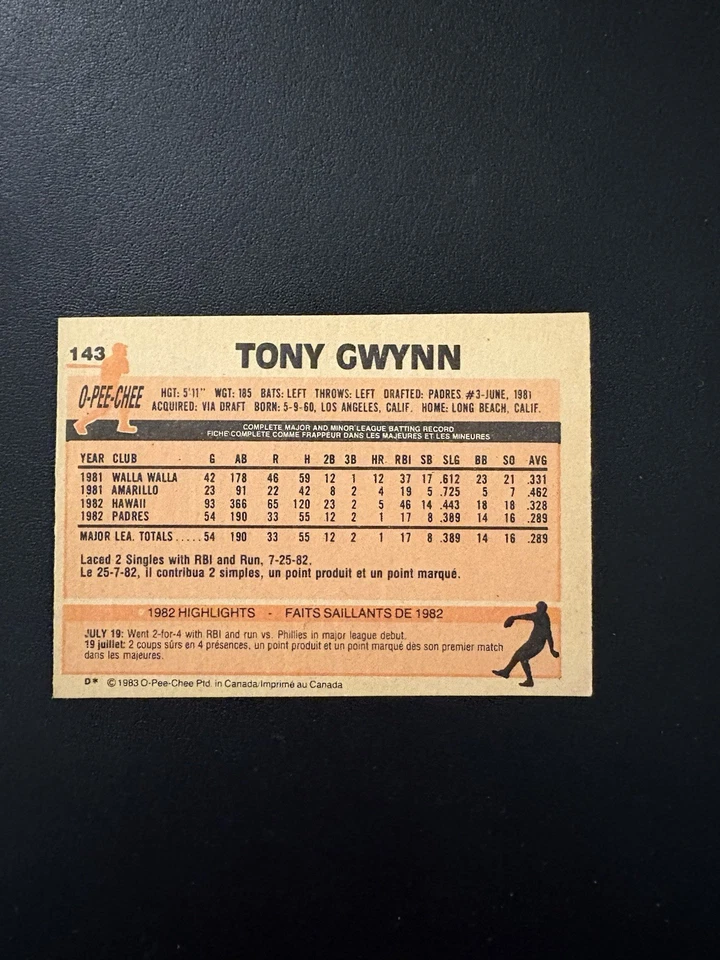 143 TONY GWYNN
O-PEE-CHEE HGT: 5'11" WGT: 185 BATS: LEFT THROWS: LEFT DRAFTED: PADRES #3-JUNE, 1981
ACQUIRED: VIA DRAFT BORN: 5-9-60, LOS ANGELES, CALIF. HOME: LONG BEACH, CALIF.
COMPLETE MAJOR AND MINOR LEAGUE BATTING RECORD
FICHE COMPLETE COMME FRAPPEUR DANS LES MAJEURES ET LES MINEURES
YEAR CLUB G AB R H 2B 3B HR RBI SB SLG BB SO AVG
1981 WALLA WALLA 42 178 46 59 12 1 12 37 17 .612 23 21 .331
1981 AMARILLO 23 91 22 42 8 2 4 19 5 .725 5 7 .462
1982 HAWAII 93 366 65 120 23 2 5 46 14 .443 18 18 .328
1982 PADRES 54 190 33 55 12 2 1 17 8 .389 14 16 .289
MAJOR LEA. TOTALS ..... 54 190 33 55 12 2 1 17 8 .389 14 16 .289
Laced 2 Singles with RBI and Run, 7-25-82.
Le 25-7-82, il contribua 2 simples, un point produit et un point marqué.
1982 HIGHLIGHTS - FAITS SAILLANTS DE 1982
JULY 19: Went 2-for-4 with RBI and run vs. Phillies in major league debut.
19 juillet: 2 coups sûrs en 4 présences, un point produit et un point marqué dès son premier match
dans les majeures.
D* © 1983 O-Pee-Chee Ptd. in Canada/Imprimé au Canada